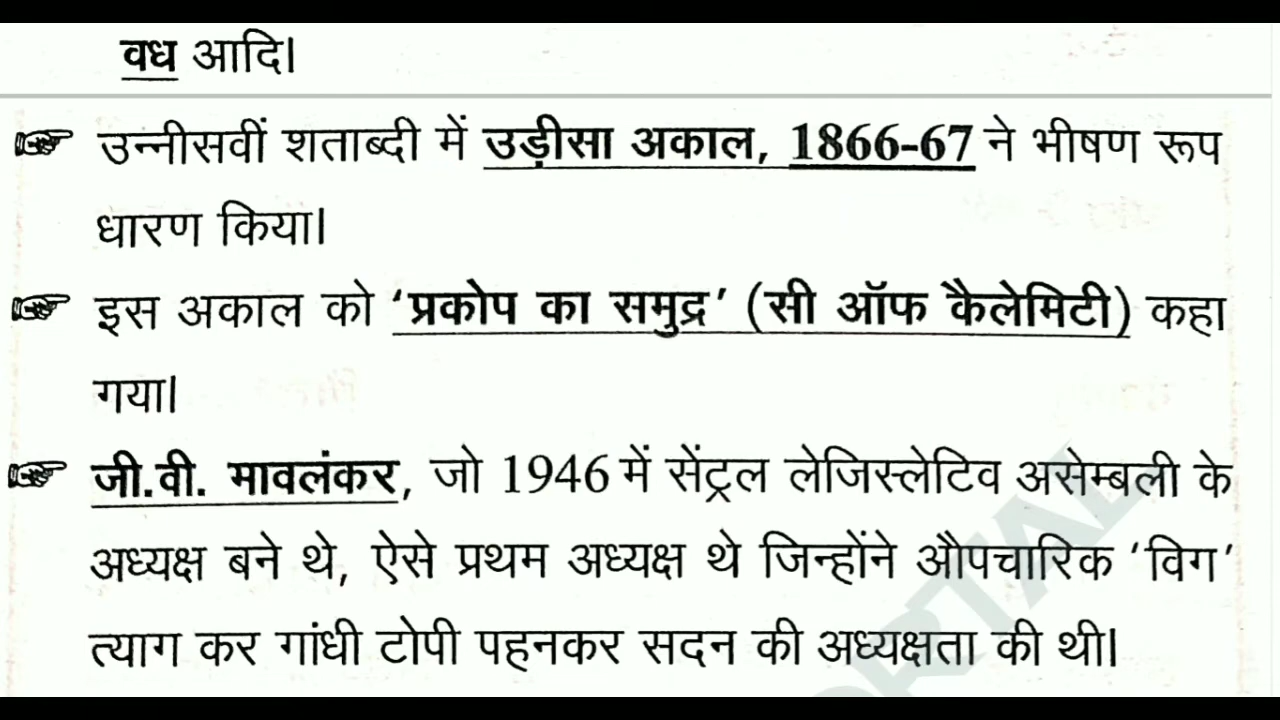 वध आदि।
उन्नीसवीं शताब्दी में उड़ीसा अकाल, 1866-67 ने भीषण रूप
धारण किया।
इस अकाल को ‘प्रकोप का समुद्र’ (सी ऑफ कैलेमिटी) कहा
गया।
जी.वी. मावलंकर, जो 1946 में सेंट्रल लेजिस्लेटिव असेम्बली के
अध्यक्ष बने थे, ऐसे प्रथम अध्यक्ष थे जिन्होंने औपचारिक ‘विग’
त्याग कर गांधी टोपी पहनकर सदन की अध्यक्षता की थी।